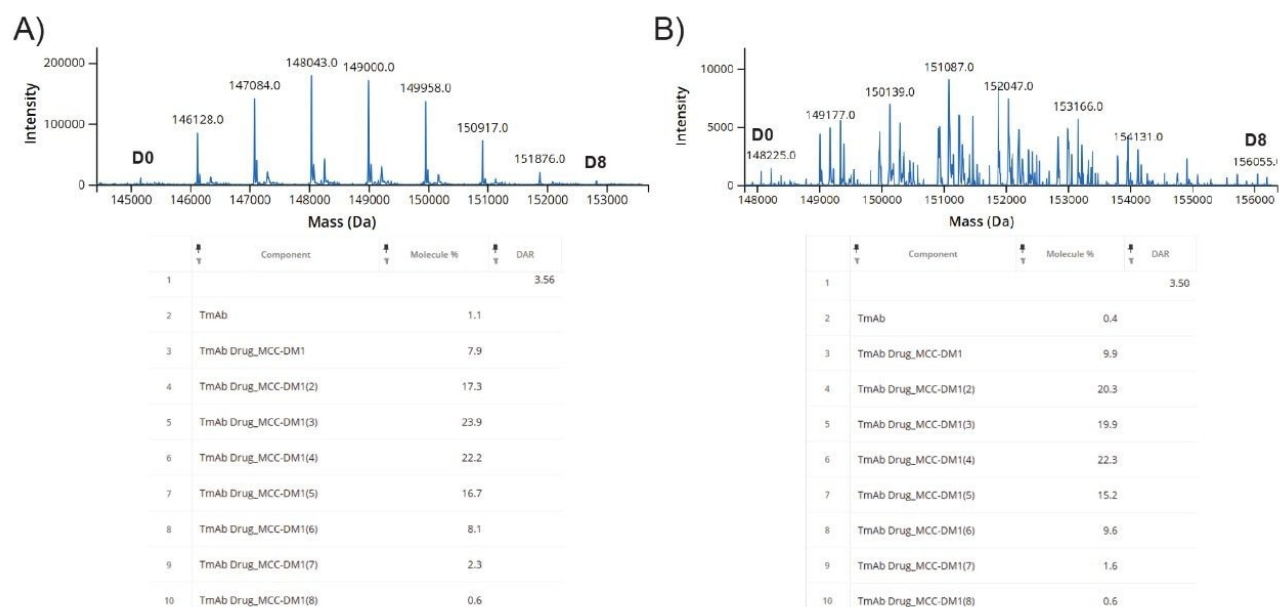 A)
Intensity
200000
100000
0
146128.0
147084.0
148043.0
149000.0
149958.0
150917.0
151876.0
D0
D8
145000 146000 147000 148000 149000 150000 151000 152000 153000
Mass (Da)
Component Molecule % DAR
1 3.56
2 TmAb 1.1
3 TmAb Drug_MCC-DM1 7.9
4 TmAb Drug_MCC-DM1(2) 17.3
5 TmAb Drug_MCC-DM1(3) 23.9
6 TmAb Drug_MCC-DM1(4) 22.2
7 TmAb Drug_MCC-DM1(5) 16.7
8 TmAb Drug_MCC-DM1(6) 8.1
9 TmAb Drug_MCC-DM1(7) 2.3
10 TmAb Drug_MCC-DM1(8) 0.6
B)
Intensity
10000
5000
0
D0
148225.0
149177.0
150139.0
151087.0
152047.0
153166.0
154131.0
D8
156055.0
148000 149000 150000 151000 152000 153000 154000 155000 156000
Mass (Da)
Component Molecule % DAR
1 3.50
2 TmAb 0.4
3 TmAb Drug_MCC-DM1 9.9
4 TmAb Drug_MCC-DM1(2) 20.3
5 TmAb Drug_MCC-DM1(3) 19.9
6 TmAb Drug_MCC-DM1(4) 22.3
7 TmAb Drug_MCC-DM1(5) 15.2
8 TmAb Drug_MCC-DM1(6) 9.6
9 TmAb Drug_MCC-DM1(7) 1.6
10 TmAb Drug_MCC-DM1(8) 0.6